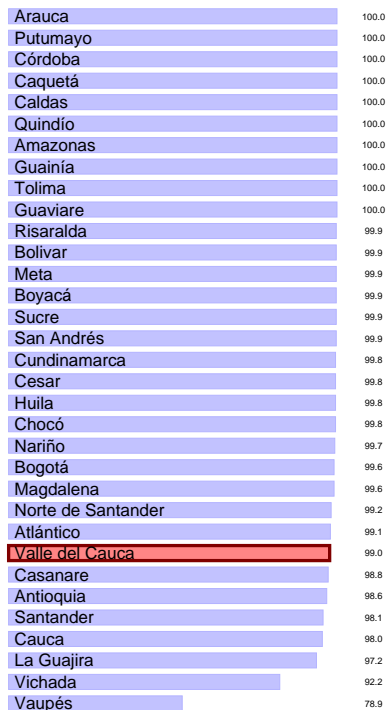 Arauca 100.0
Putumayo 100.0
Córdoba 100.0
Caquetá 100.0
Caldas 100.0
Quindío 100.0
Amazonas 100.0
Guainía 100.0
Tolima 100.0
Guaviare 100.0
Risaralda 99.9
Bolivar 99.9
Meta 99.9
Boyacá 99.9
Sucre 99.9
San Andrés 99.9
Cundinamarca 99.8
Cesar 99.8
Huila 99.8
Chocó 99.8
Nariño 99.7
Bogotá 99.6
Magdalena 99.6
Norte de Santander 99.2
Atlántico 99.1
Valle del Cauca 99.0
Casanare 98.8
Antioquia 98.6
Santander 98.1
Cauca 98.0
La Guajira 97.2
Vichada 92.2
Vaupés 78.9